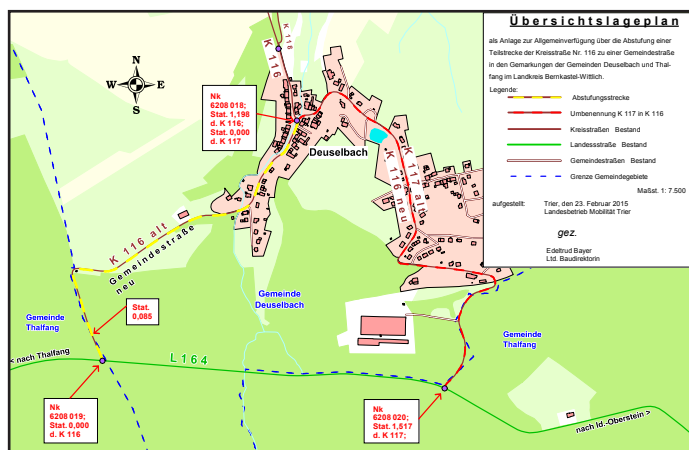 Übersichtslageplan
als Anlage zur Allgemeinverfügung über die Abstufung einer
Teilstrecke der Kreisstraße Nr. 116 zu einer Gemeindestraße
in den Gemarkungen der Gemeinden Deuselbach und Thal-
fang im Landkreis Bernkastel-Wittlich.
Legende:
Abstufungsstrecke
Umbenennung K 117 in K 116
Kreisstraßen Bestand
Landessstraße Bestand
Gemeindestraßen Bestand
Grenze Gemeindegebiete
Maßst. 1: 7.500
aufgestellt: Trier, den 23. Februar 2015
Landesbetrieb Mobilität Trier
gez.
Edeltrud Bayer
Ltd. Baudirektorin
N
W E
S
K 116
K 116
Nk
6208 018;
Stat. 1,198
d. K 116;
Stat. 0,000
d. K 117
Deuselbach
K 117 alt
K 116 neu
K 116 alt
Gemeindestraße
neu
Stat.
0,085
Gemeinde
Deuselbach
Gemeinde
Thalfang
Gemeinde
Thalfang
< nach Thalfang
L 164
Nk
6208 019;
Stat. 0,000
d. K 116
Nk
6208 020;
Stat. 1,517
d. K 117;
nach Id.-Oberstein >